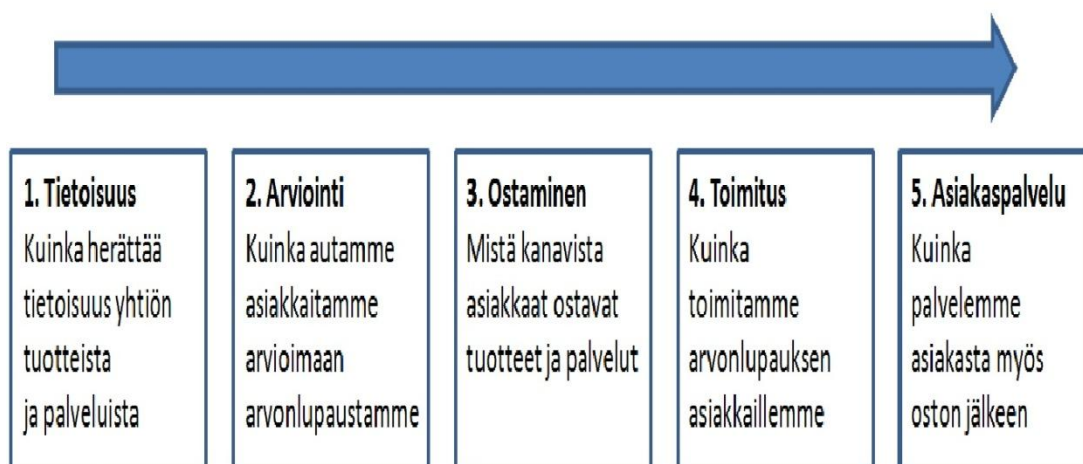 1. Tietoisuus
Kuinka herättää
tietoisuus yhtiön
tuotteista
ja palveluista
2. Arviointi
Kuinka autamme
asiakkaitamme
arvioimaan
arvonlupaustamme
3. Ostaminen
Mistä kanavista
asiakkaat ostavat
tuotteet ja palvelut
4. Toimitus
Kuinka
toimitamme
arvonlupauksen
asiakkaillemme
5. Asiakaspalvelu
Kuinka
palvelemme
asiakasta myös
oston jälkeen